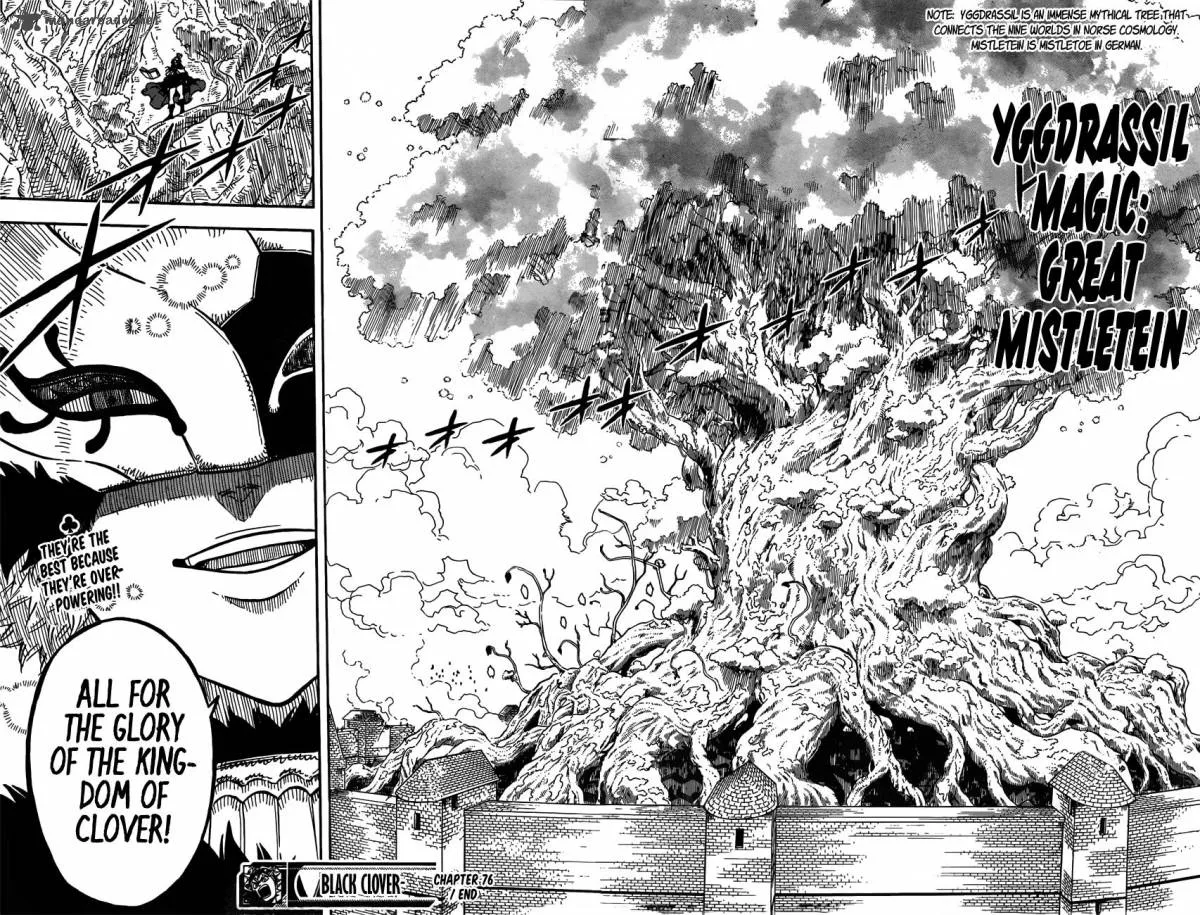 NOTE: YGGDRASSIL IS AN IMMENSE MYTHICAL TREE THAT
CONNECTS THE NINE WORLDS IN NORSE COSMOLOGY.
MISTLETEIN IS MISTLETOE IN GERMAN.
YGGDRASSIL
MAGIC:
GREAT
MISTLETEIN
THEY'RE THE
BEST BECAUSE
THEY'RE OVER-
POWERING!!
ALL FOR
THE GLORY
OF THE KING-
DOM OF
CLOVER!
BLACK CLOVER
CHAPTER 76
/ END